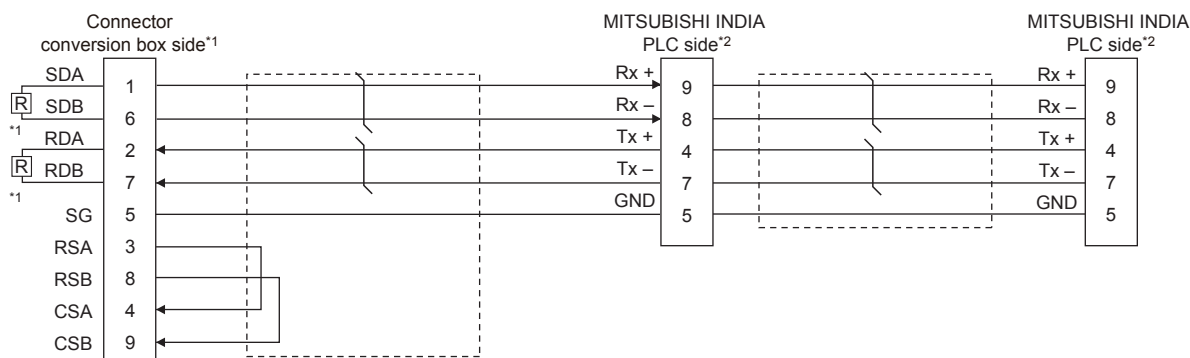 Connector
conversion box side*1
MITSUBISHI INDIA
PLC side*2
MITSUBISHI INDIA
PLC side*2
SDA 1 Rx + 9 Rx + 9
R SDB 6 Rx – 8 Rx – 8
*1
RDA 2 Tx + 4 Tx + 4
R RDB 7 Tx – 7 Tx – 7
*1
SG 5 GND 5 GND 5
RSA 3
RSB 8
CSA 4
CSB 9